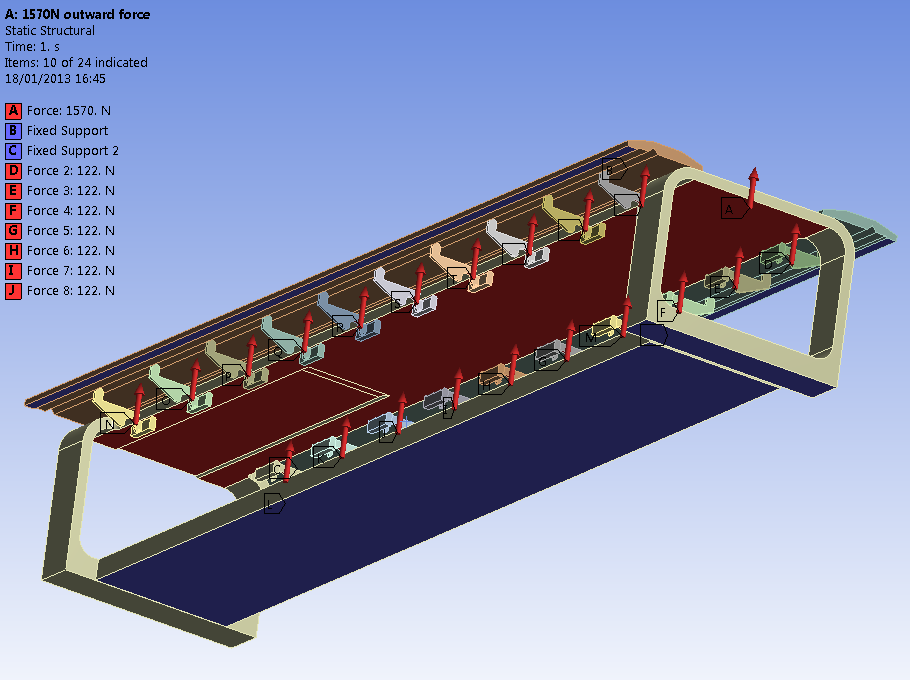 A: 1570N outward force
Static Structural
Time: 1. s
Items: 10 of 24 indicated
18/01/2013 16:45
A Force: 1570. N
B Fixed Support
C Fixed Support 2
D Force 2: 122. N
E Force 3: 122. N
F Force 4: 122. N
G Force 5: 122. N
H Force 6: 122. N
I Force 7: 122. N
J Force 8: 122. N
A
F
M
N